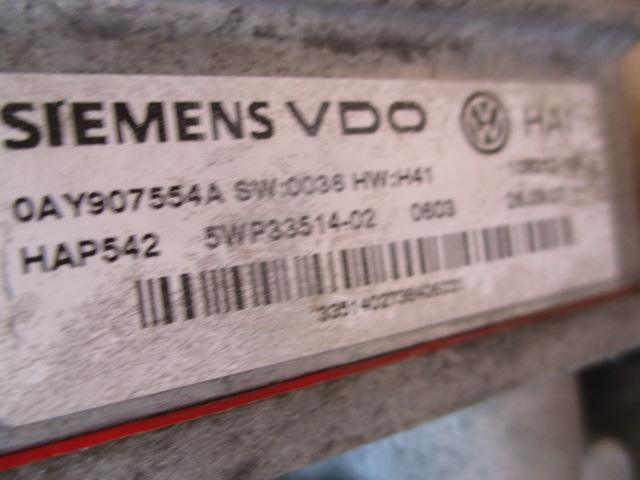 SIEMENS VDO
0AY907554A SW:0036 HW:H41
HAP542 5WP33514-02 0603